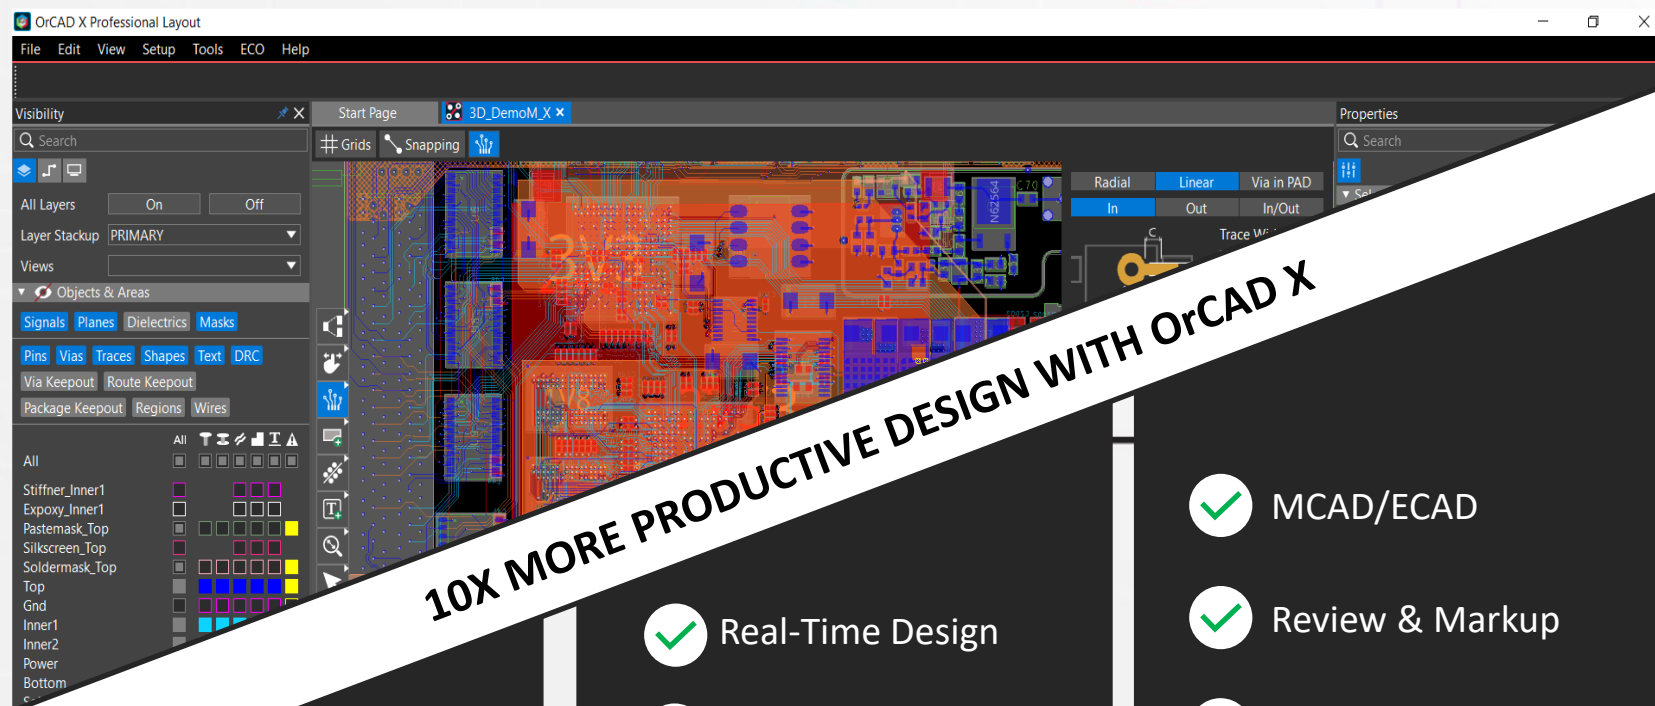 OrCAD X Professional Layout
File Edit View Setup Tools ECO Help
Visibility
Start Page
3D_DemoM_X
Properties
Search
Grids
Snapping
Search
All Layers On Off
Layer Stackup PRIMARY
Views
Objects & Areas
Signals Planes Dielectrics Masks
Pins Vias Traces Shapes Text DRC
Via Keepout Route Keepout
Package Keepout Regions Wires
All
All
Stiffner_Inner1
Expoxy_Inner1
Pastemask_Top
Silkscreen_Top
Soldermask_Top
Top
Gnd
Inner1
Inner2
Power
Bottom
Radial Linear Via in PAD
In Out In/Out
C
Trace
N62564
10X MORE PRODUCTIVE DESIGN WITH OrCAD X
Real-Time Design
MCAD/ECAD
Review & Markup